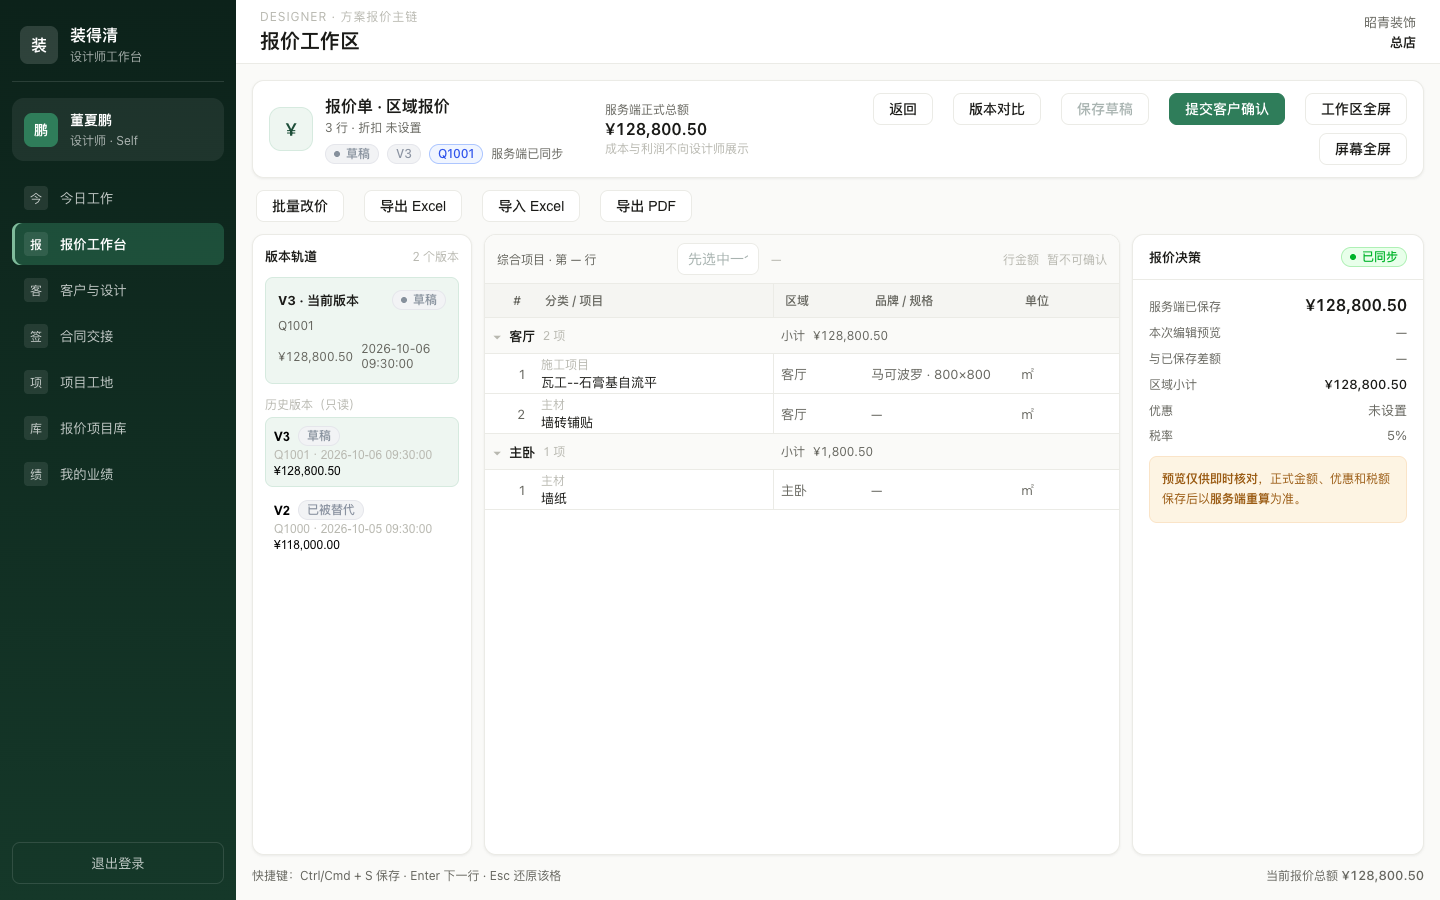 装
装得清
设计师工作台
鹏
董夏鹏
设计师 · Self
今 今日工作
报 报价工作台
客 客户与设计
签 合同交接
项 项目工地
库 报价项目库
绩 我的业绩
退出登录
DESIGNER · 方案报价主链
报价工作区
昭青装饰
总店
¥
报价单 · 区域报价
3 行 · 折扣 未设置
草稿 V3 Q1001 服务端已同步
服务端正式总额
¥128,800.50
成本与利润不向设计师展示
返回 版本对比 保存草稿 提交客户确认 工作区全屏
屏幕全屏
批量改价 导出 Excel 导入 Excel 导出 PDF
版本轨道 2 个版本
V3 · 当前版本 草稿
Q1001
¥128,800.50 2026-10-06 09:30:00
历史版本（只读）
V3 草稿
Q1001 · 2026-10-06 09:30:00
¥128,800.50
V2 已被替代
Q1000 · 2026-10-05 09:30:00
¥118,000.00
综合项目 · 第 — 行 先选中一 — 行金额 暂不可确认
# 分类 / 项目 区域 品牌 / 规格 单位
客厅 2 项 小计 ¥128,800.50
施工项目
1 瓦工--石膏基自流平 客厅 马可波罗 · 800×800 ㎡
主材
2 墙砖铺贴 客厅 — ㎡
主卧 1 项 小计 ¥1,800.50
主材
1 墙纸 主卧 — ㎡
报价决策 已同步
服务端已保存 ¥128,800.50
本次编辑预览 —
与已保存差额 —
区域小计 ¥128,800.50
优惠 未设置
税率 5%
预览仅供即时核对，正式金额、优惠和税额
保存后以服务端重算为准。
快捷键：Ctrl/Cmd + S 保存 · Enter 下一行 · Esc 还原该格
当前报价总额 ¥128,800.50